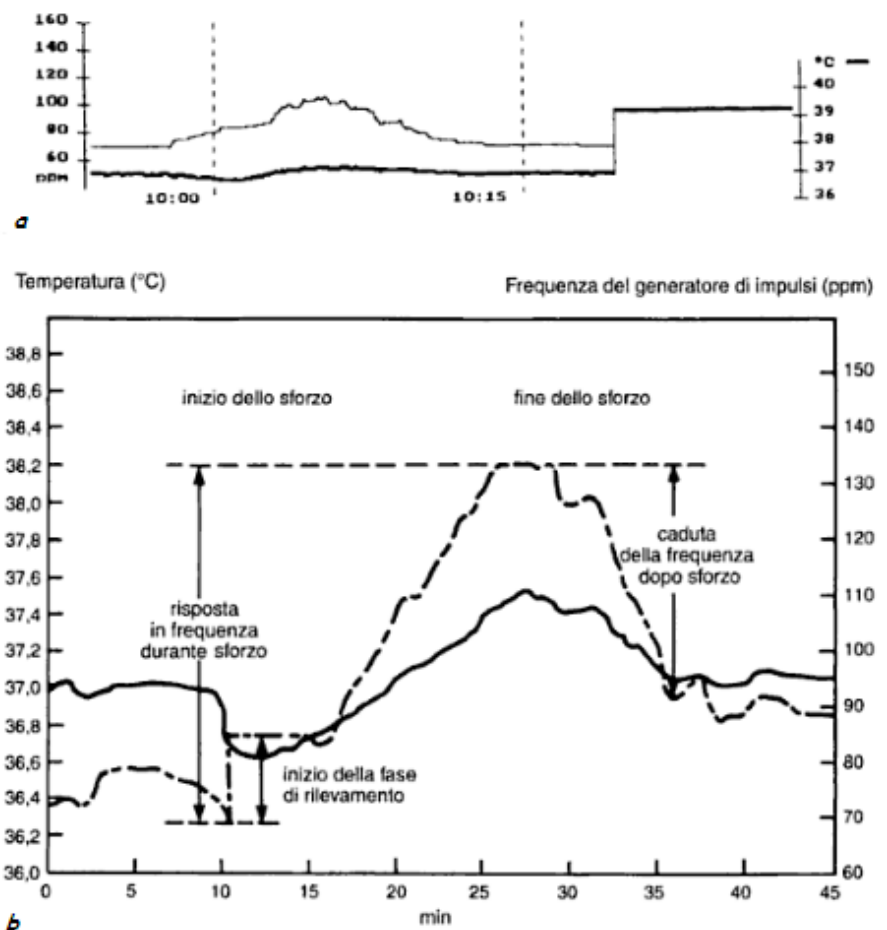 160
140
120
100
80
60
PPM
°C
40
39
38
37
36
10:00 10:15
a
Temperatura (°C) Frequenza del generatore di impulsi (ppm)
38,8
38,6
38,4
38,2
38,0
37,8
37,6
37,4
37,2
37,0
36,8
36,6
36,4
36,2
36,0
inizio dello sforzo
fine dello sforzo
risposta
in frequenza
durante sforzo
inizio della fase
di rilevamento
caduta
della frequenza
dopo sforzo
150
140
130
120
110
100
90
80
70
60
0 5 10 15 20 25 30 35 40 45
min
b